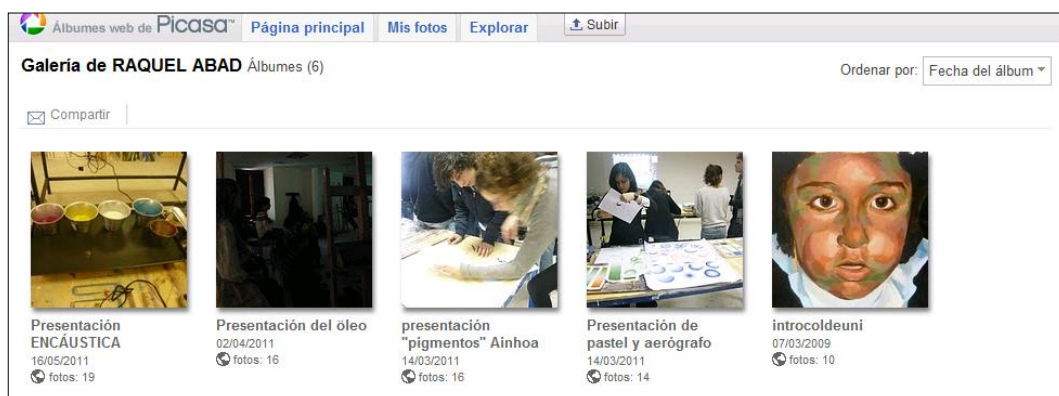 Álbumes web de Picasa™ Página principal Mis fotos Explorar Subir
Galería de RAQUEL ABAD Álbumes (6)
Ordenar por: Fecha del álbum
Compartir
Presentación
ENCÁUSTICA
16/05/2011
fotos: 19
Presentación del öleo
02/04/2011
fotos: 16
presentación
"pigmentos" Ainhoa
14/03/2011
fotos: 16
Presentación de
pastel y aerógrafo
14/03/2011
fotos: 14
introcoldeuni
07/03/2009
fotos: 10